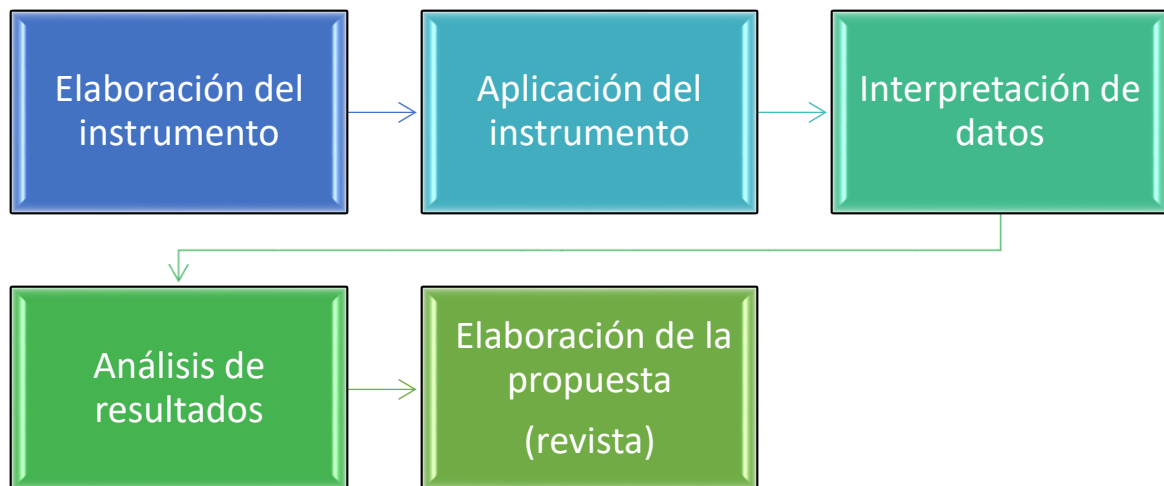 Elaboración del
instrumento
Aplicación del
instrumento
Interpretación de
datos
Análisis de
resultados
Elaboración de la
propuesta
(revista)